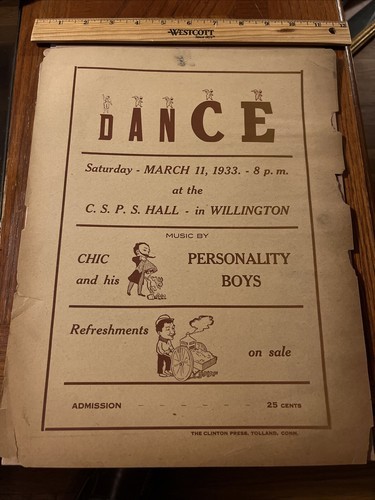 WESTCOTT
DANCE
Saturday - MARCH 11, 1933. - 8 p. m.
at the
C. S. P. S. HALL - in WILLINGTON
MUSIC BY
CHIC PERSONALITY
and his BOYS
Refreshments
on sale
ADMISSION - - - - - 25 CENTS
THE CLINTON PRESS, TOLLAND, CONN.